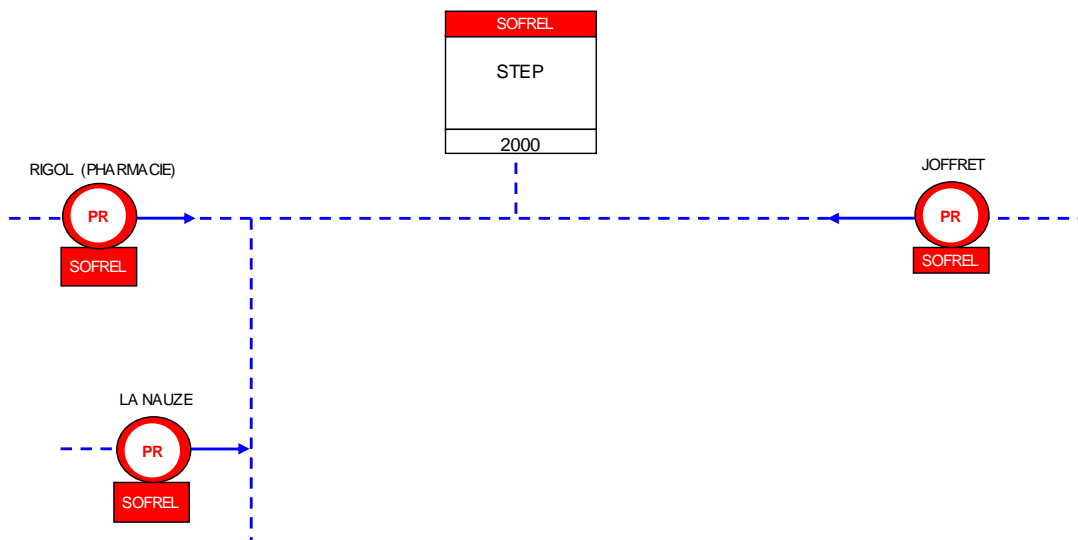 SOFREL
STEP
2000
RIGOL (PHARMACIE)
PR
SOFREL
JOFFRET
PR
SOFREL
LA NAUZE
PR
SOFREL